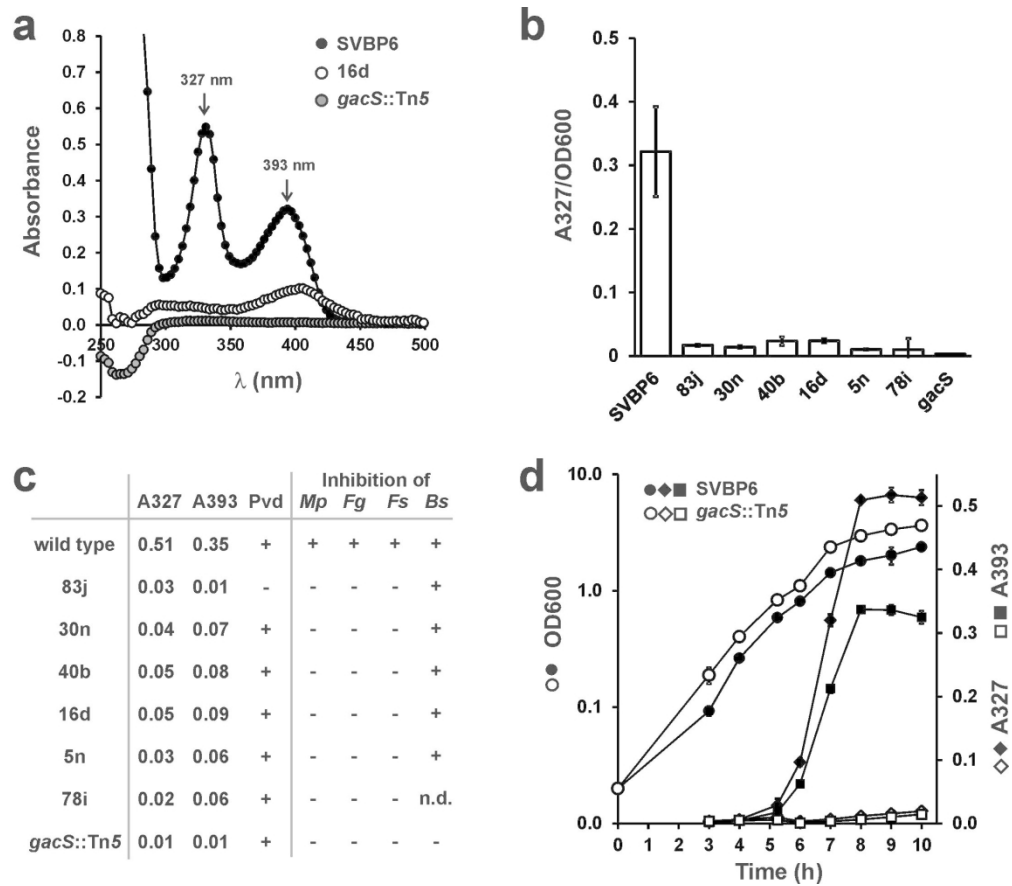 a
SVBP6
16d
gacS::Tn5
327 nm
393 nm
Absorbance
0.8
0.7
0.6
0.5
0.4
0.3
0.2
0.1
0.0
-0.1
-0.2
250 300 350 400 450 500
λ (nm)
b
A327/OD600
0.5
0.4
0.3
0.2
0.1
0
SVBP6 83j 30n 40b 16d 5n 78i gacS
c
Inhibition of
A327 A393 Pvd Mp Fg Fs Bs
wild type 0.51 0.35 + + + + +
83j 0.03 0.01 - - - - +
30n 0.04 0.07 + - - - +
40b 0.05 0.08 + - - - +
16d 0.05 0.09 + - - - +
5n 0.03 0.06 + - - - +
78i 0.02 0.06 + - - - n.d.
gacS::Tn5 0.01 0.01 + - - - -
d
SVBP6
gacS::Tn5
OD600
10.0
1.0
0.1
0.0
0.5
0.4
0.3
0.2
0.1
0.0
A393
A327
0 1 2 3 4 5 6 7 8 9 10
Time (h)